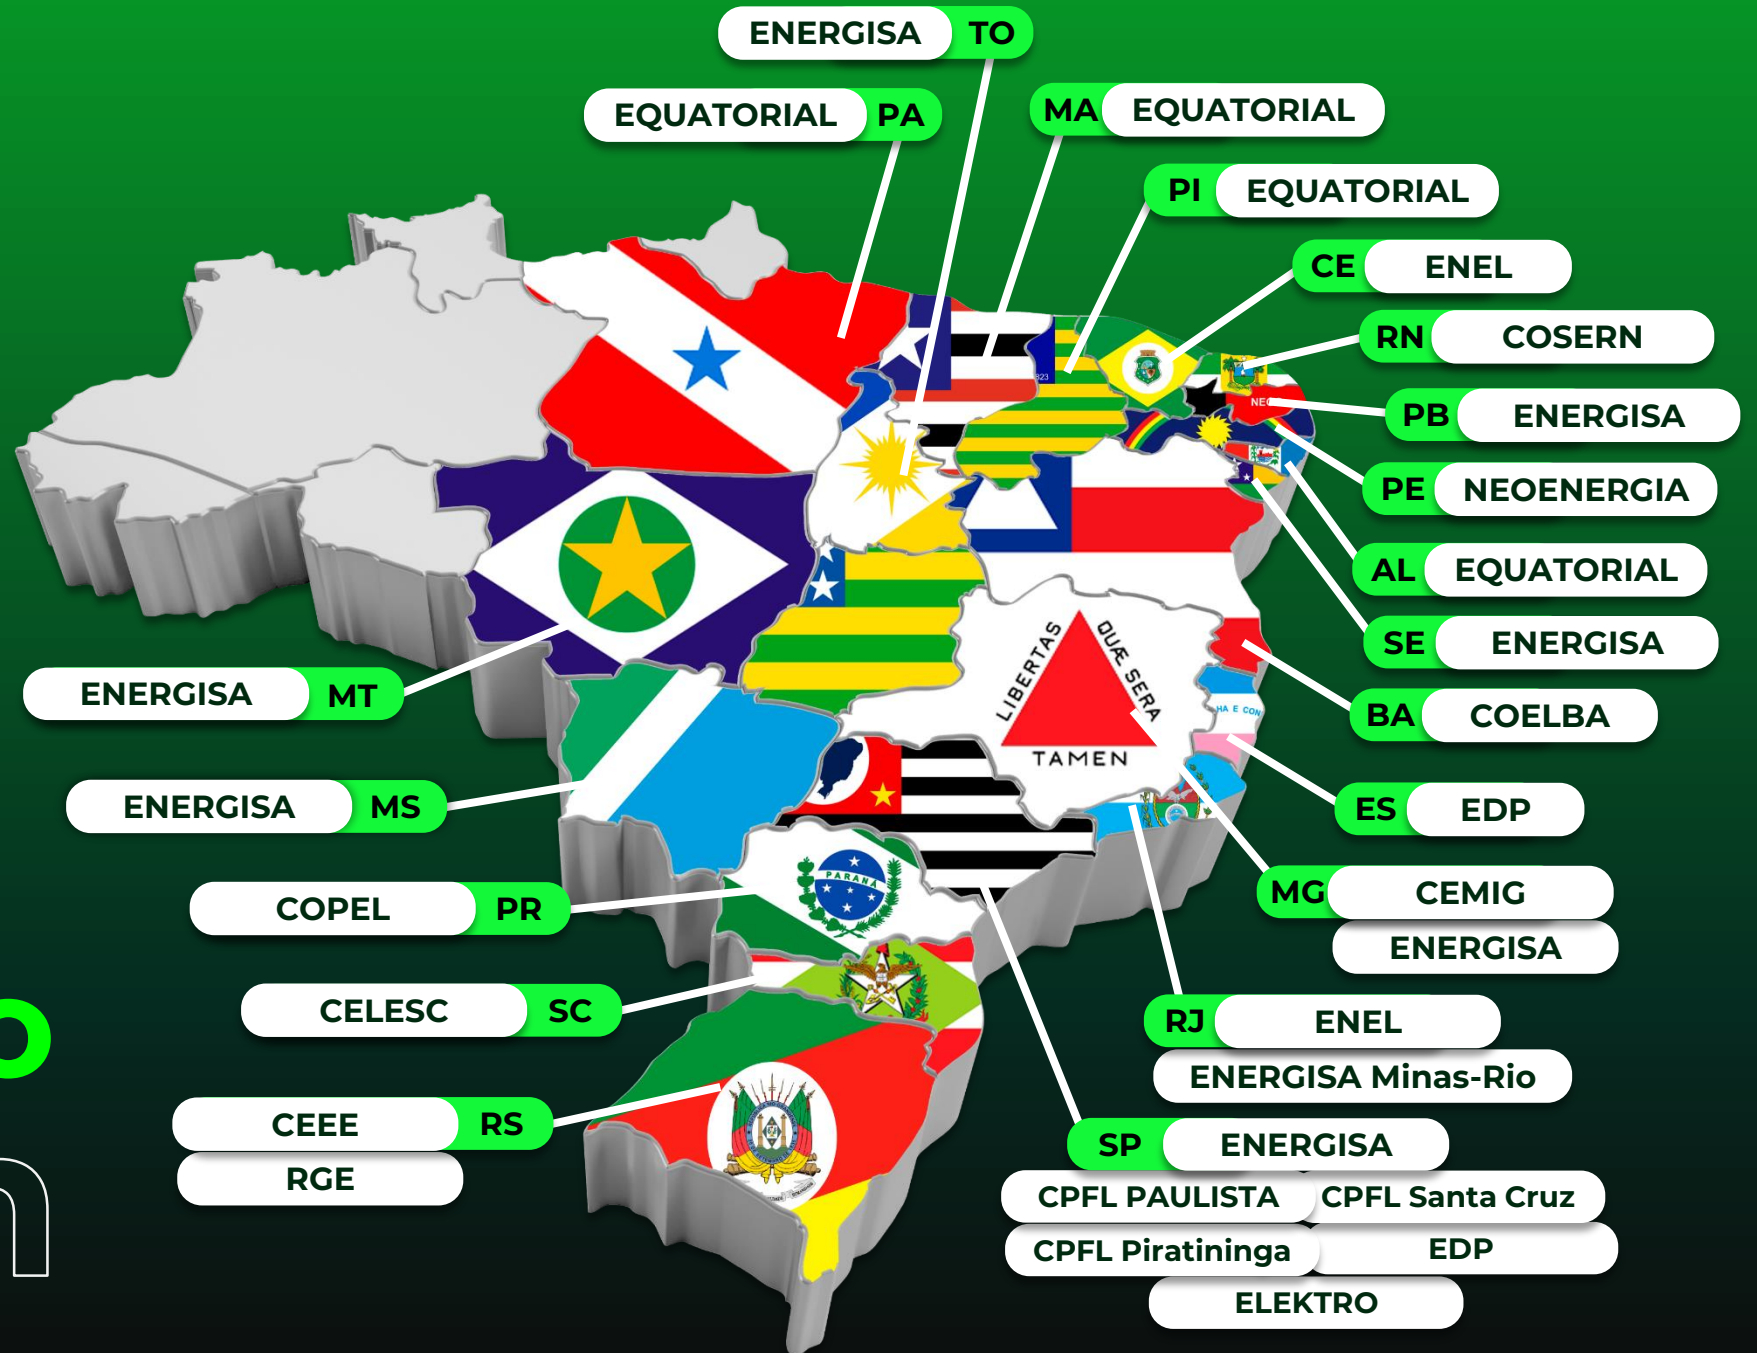 ENERGISA TO
EQUATORIAL PA
MA EQUATORIAL
PI EQUATORIAL
CE ENEL
RN COSERN
PB ENERGISA
PE NEOENERGIA
AL EQUATORIAL
SE ENERGISA
BA COELBA
ES EDP
MG CEMIG
ENERGISA
RJ ENEL
ENERGISA Minas-Rio
SP ENERGISA
CPFL PAULISTA CPFL Santa Cruz
CPFL Piratininga EDP
ELEKTRO
ENERGISA MT
ENERGISA MS
COPEL PR
CELESC SC
CEEE RS
RGE
823
LIBERTAS
QUÆ SERA
TAMEN
HA E CON
PARANÁ